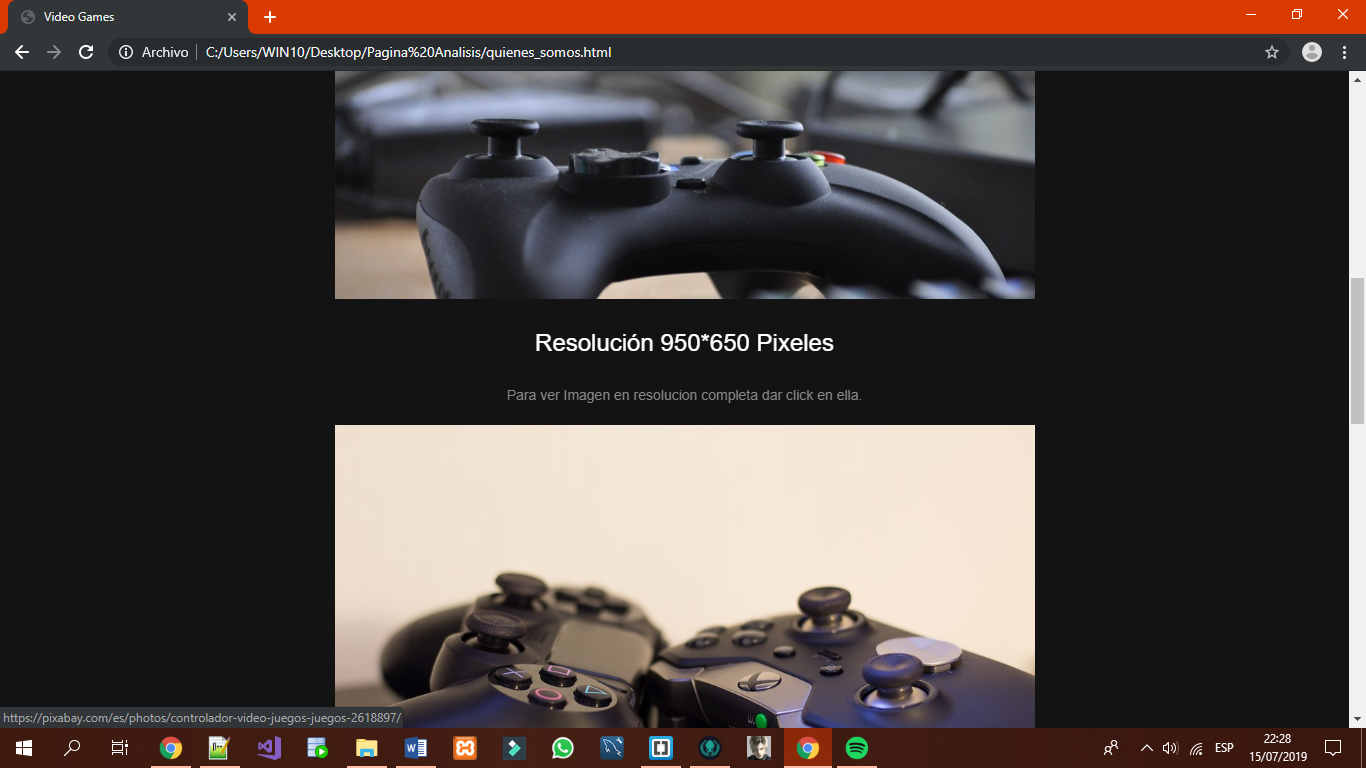 Video Games
Archivo
C:/Users/WIN10/Desktop/Pagina%20Analisis/quienes_somos.html
Resolución 950*650 Pixeles
Para ver Imagen en resolucion completa dar click en ella.
https://pixabay.com/es/photos/controlador-video-juegos-juegos-2618897/
ESP
22:28
15/07/2019